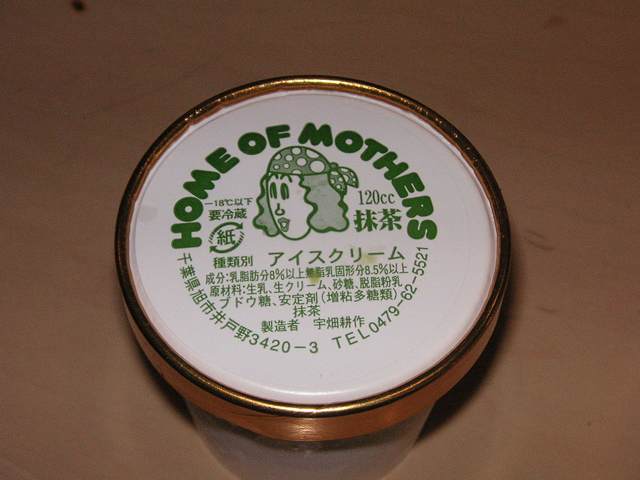 HOME OF MOTHERS
－18℃以下
要冷蔵
紙
120cc
抹茶
種類別 アイスクリーム
成分:乳脂肪分8%以上無脂乳固形分8.5%以上
原材料:生乳、生クリーム、砂糖、脱脂粉乳
ブドウ糖、安定剤(増粘多糖類)
抹茶
製造者 宇畑耕作
千葉県旭市井戸野3420－3 TEL0479-62-5521